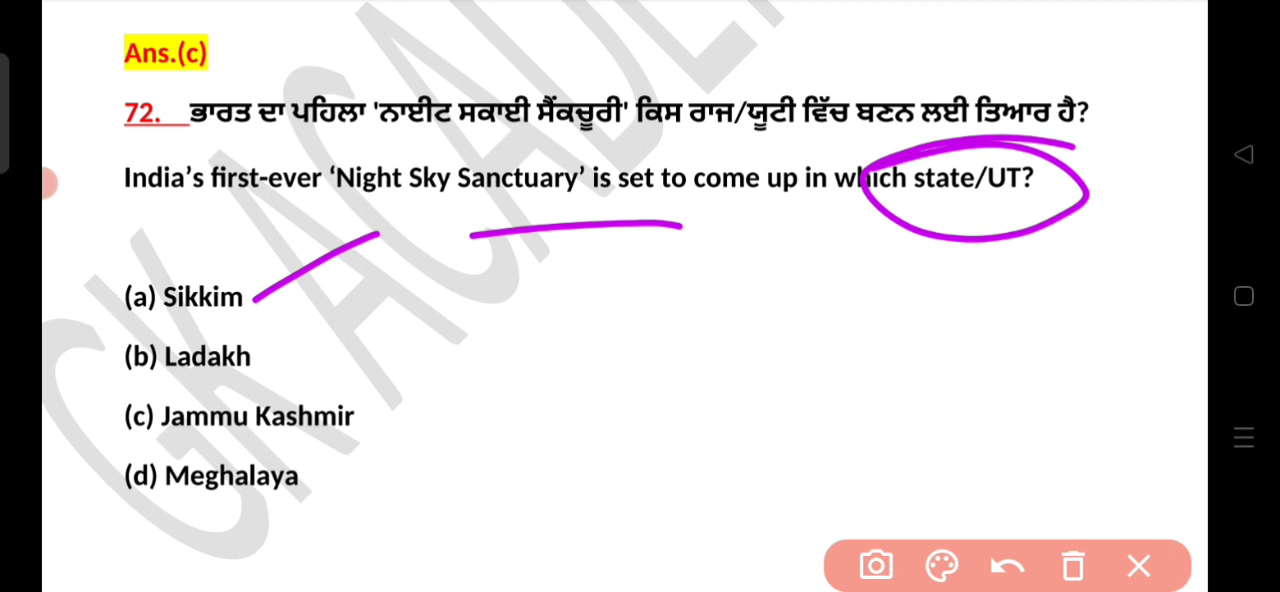 Ans.(c)
72. ਭਾਰਤ ਦਾ ਪਹਿਲਾ 'ਨਾਈਟ ਸਕਾਈ ਸੈਂਕਚੂਰੀ' ਕਿਸ ਰਾਜ/ਯੂਟੀ ਵਿੱਚ ਬਣਨ ਲਈ ਤਿਆਰ ਹੈ?
India's first-ever ‘Night Sky Sanctuary’ is set to come up in which state/UT?
(a) Sikkim
(b) Ladakh
(c) Jammu Kashmir
(d) Meghalaya